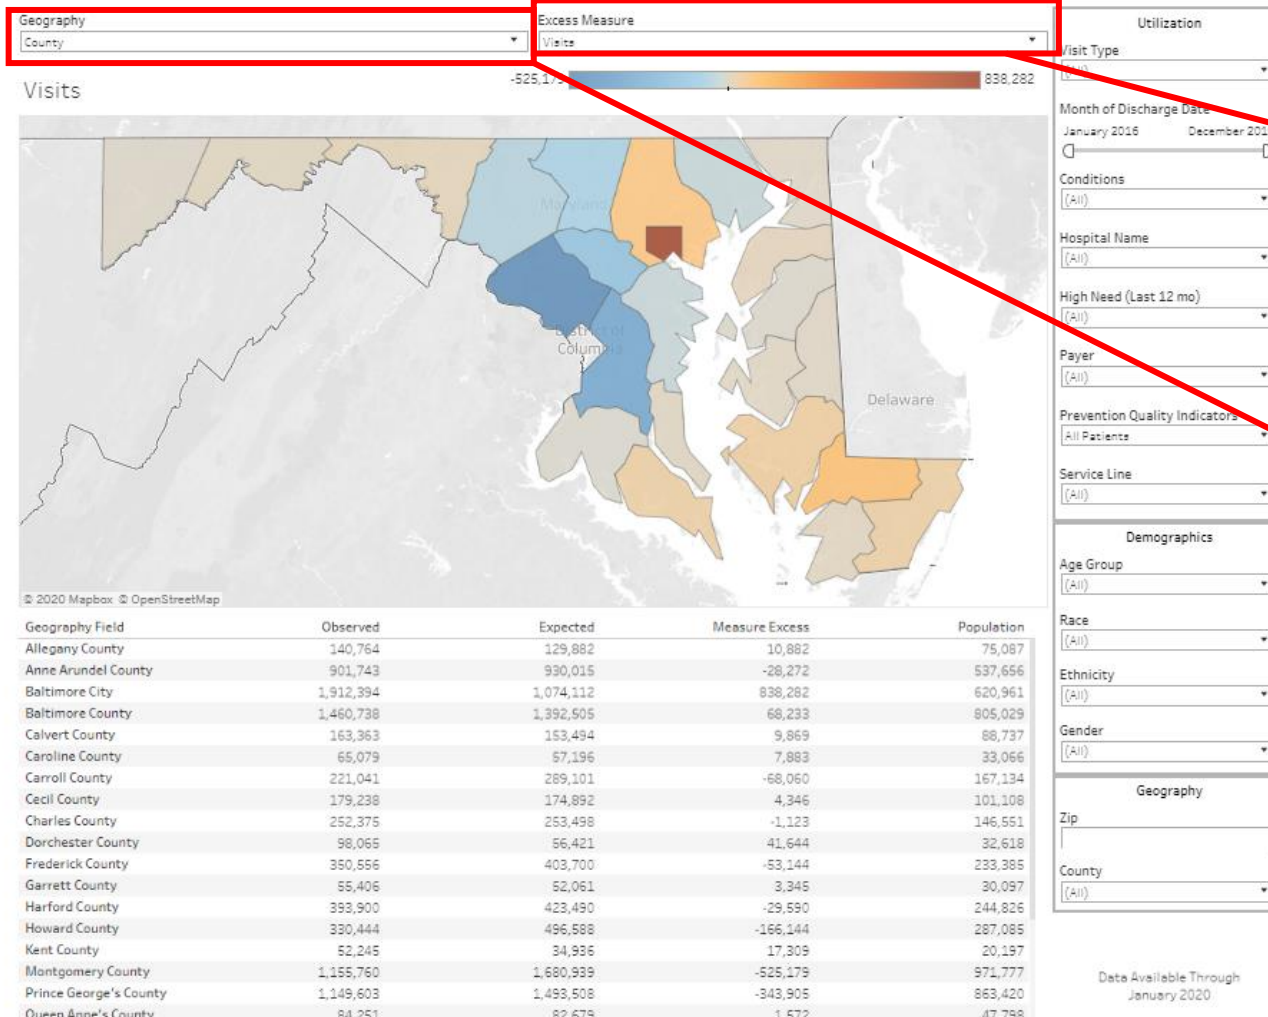 Geography
County
Excess Measure
Visits
Visits
838,282
Maryland
District of
Columbia
Delaware
© 2020 Mapbox © OpenStreetMap
Geography Field Observed Expected Measure Excess Population
Allegany County 140,764 129,882 10,882 75,087
Anne Arundel County 901,743 930,015 -28,272 537,656
Baltimore City 1,912,394 1,074,112 838,282 620,961
Baltimore County 1,460,738 1,392,505 68,233 805,029
Calvert County 163,363 153,494 9,869 88,737
Caroline County 65,079 57,196 7,883 33,066
Carroll County 221,041 289,101 -68,060 167,134
Cecil County 179,238 174,892 4,346 101,108
Charles County 252,375 253,498 -1,123 146,551
Dorchester County 98,065 56,421 41,644 32,618
Frederick County 350,556 403,700 -53,144 233,385
Garrett County 55,406 52,061 3,345 30,097
Harford County 393,900 423,490 -29,590 244,826
Howard County 330,444 496,588 -166,144 287,085
Kent County 52,245 34,936 17,309 20,197
Montgomery County 1,155,760 1,680,939 -525,179 971,777
Prince George's County 1,149,603 1,493,508 -343,905 863,420
Queen Anne's County 84,251 82,679 1,572 47,798
Utilization
Visit Type
(All)
Month of Discharge Date
January 2016 December 201
Conditions
(All)
Hospital Name
(All)
High Need (Last 12 mo)
(All)
Payer
(All)
Prevention Quality Indicators
All Patients
Service Line
(All)
Demographics
Age Group
(All)
Race
(All)
Ethnicity
(All)
Gender
(All)
Geography
Zip
County
(All)
Data Available Through
January 2020